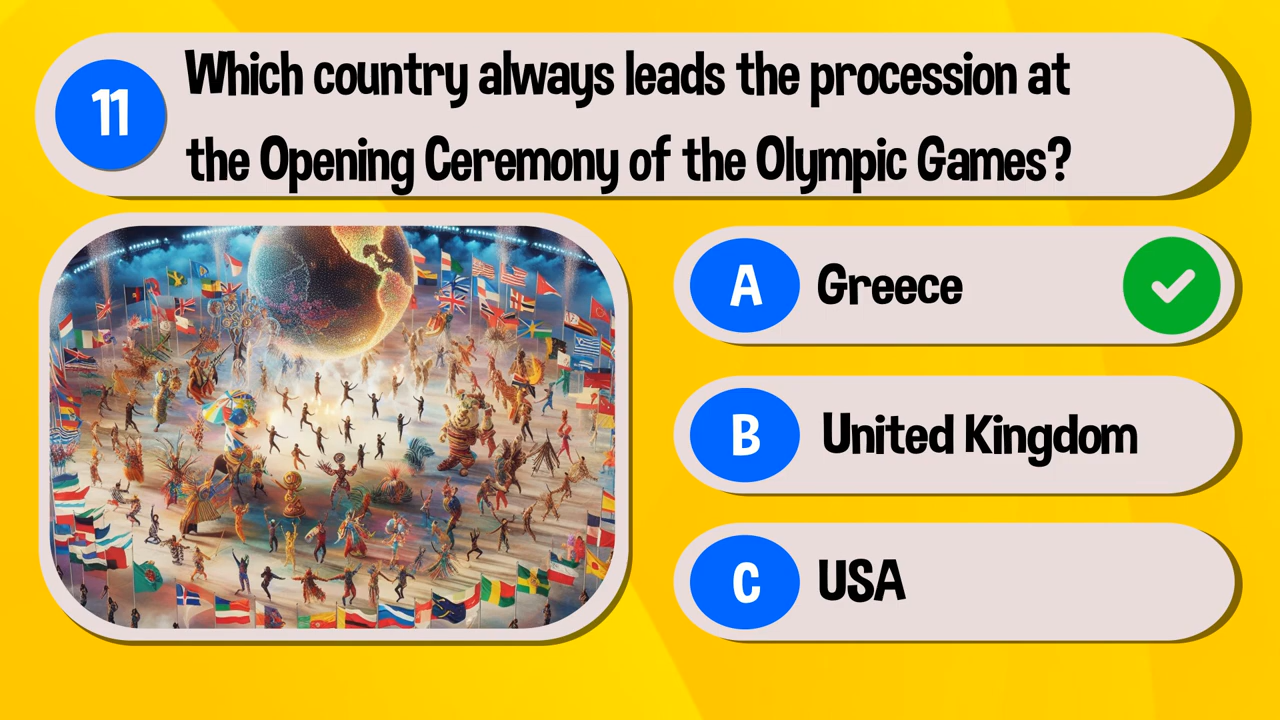 11
Which country always leads the procession at
the Opening Ceremony of the Olympic Games?
A Greece
B United Kingdom
C USA